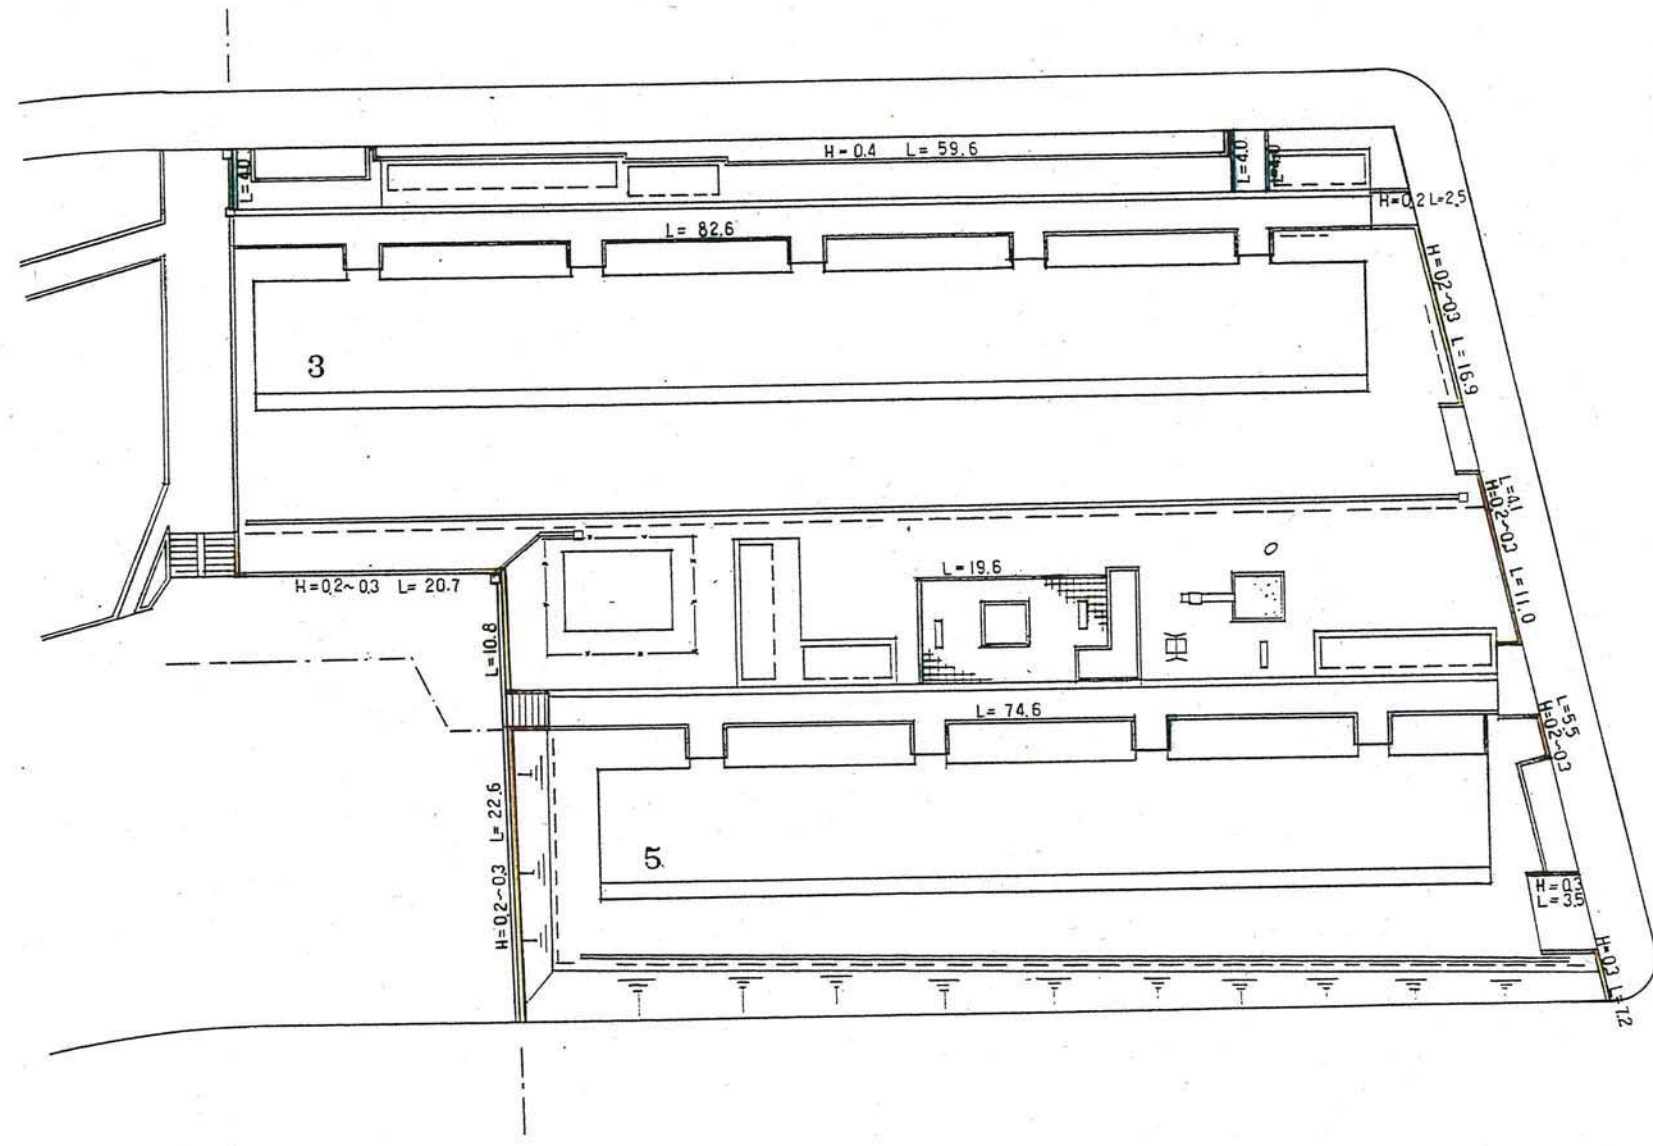 L=4.0
H=0.4 L=59.6
L=4.0
L=4.0
H=0.2 L=2.5
L= 82.6
H=0.2~0.3 L=16.9
3
L=4.1
H=0.2~0.3 L=11.0
H=0.2~0.3 L= 20.7
L=19.6
L=10.8
L= 74.6
L=5.5
H=0.2~0.3
H=0.2~0.3 L= 22.6
5.
H=0.3
L=3.5
H=0.3 L=7.2